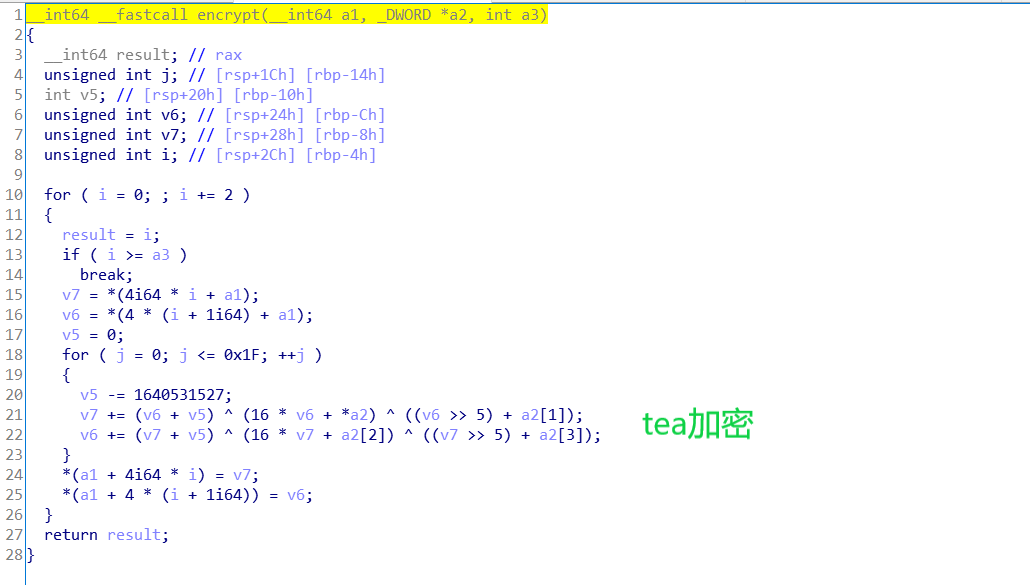 1 __int64 __fastcall encrypt(__int64 a1, _DWORD *a2, int a3)
2 {
3 __int64 result; // rax
4 unsigned int j; // [rsp+1Ch] [rbp-14h]
5 int v5; // [rsp+20h] [rbp-10h]
6 unsigned int v6; // [rsp+24h] [rbp-Ch]
7 unsigned int v7; // [rsp+28h] [rbp-8h]
8 unsigned int i; // [rsp+2Ch] [rbp-4h]
9
10 for ( i = 0; ; i += 2 )
11 {
12 result = i;
13 if ( i >= a3 )
14 break;
15 v7 = *(4i64 * i + a1);
16 v6 = *(4 * (i + 1i64) + a1);
17 v5 = 0;
18 for ( j = 0; j <= 0x1F; ++j )
19 {
20 v5 -= 1640531527;
21 v7 += (v6 + v5) ^ (16 * v6 + *a2) ^ ((v6 >> 5) + a2[1]);
22 v6 += (v7 + v5) ^ (16 * v7 + a2[2]) ^ ((v7 >> 5) + a2[3]);
23 }
24 *(a1 + 4i64 * i) = v7;
25 *(a1 + 4 * (i + 1i64)) = v6;
26 }
27 return result;
28 }
tea加密